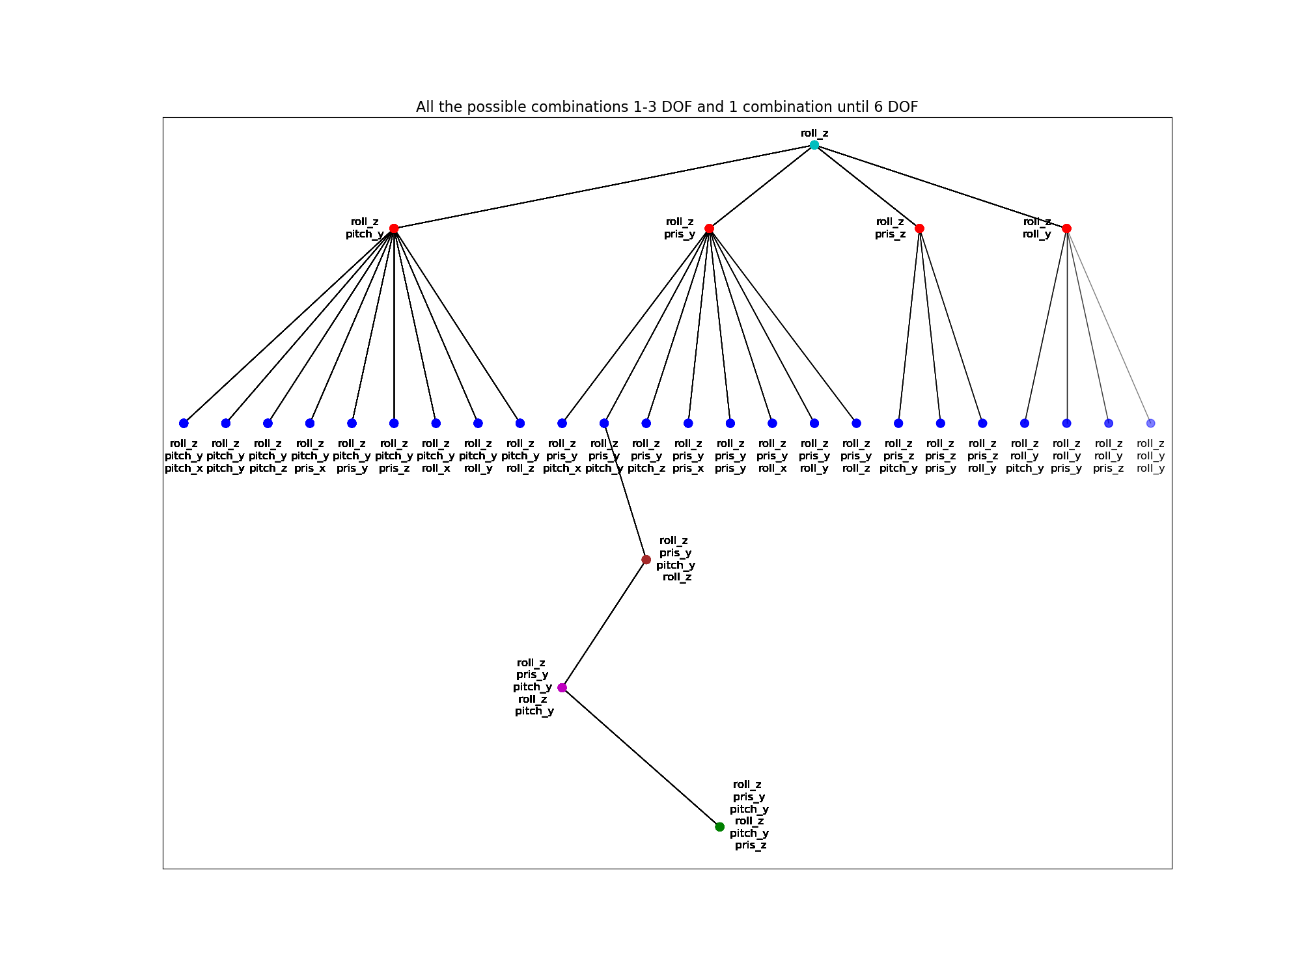 All the possible combinations 1-3 DOF and 1 combination until 6 DOF
roll_z
roll_z roll_z roll_z roll_z
pitch_y pris_y pris_z roll_y
roll_z roll_z roll_z roll_z roll_z roll_z roll_z roll_z roll_z roll_z roll_z roll_z roll_z roll_z roll_z roll_z roll_z roll_z roll_z roll_z roll_z roll_z roll_z roll_z
pitch_y pitch_y pitch_y pitch_y pitch_y pitch_y pitch_y pitch_y pitch_y pris_y pris_y pris_y pris_y pris_y pris_y pris_y pris_y pris_z pris_z pris_z roll_y roll_y roll_y roll_y
pitch_x pitch_y pitch_z pris_x pris_y pris_z roll_x roll_y roll_z pitch_x pitch_y pitch_z pris_x pris_y roll_x roll_y roll_z pitch_y pris_y roll_y pitch_y pris_y pris_z roll_y
roll_z
pris_y
pitch_y
roll_z
roll_z
pris_y
pitch_y
roll_z
pitch_y
roll_z
pris_y
pitch_y
roll_z
pitch_y
pris_z